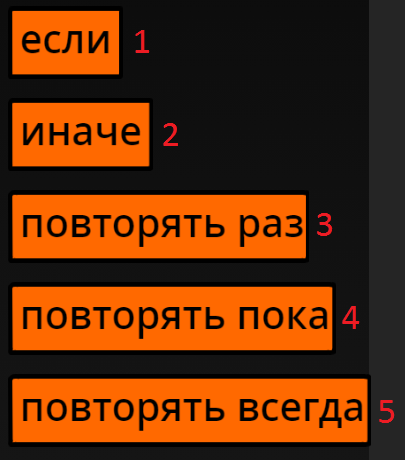 если 1
иначе 2
повторять раз 3
повторять пока 4
повторять всегда 5